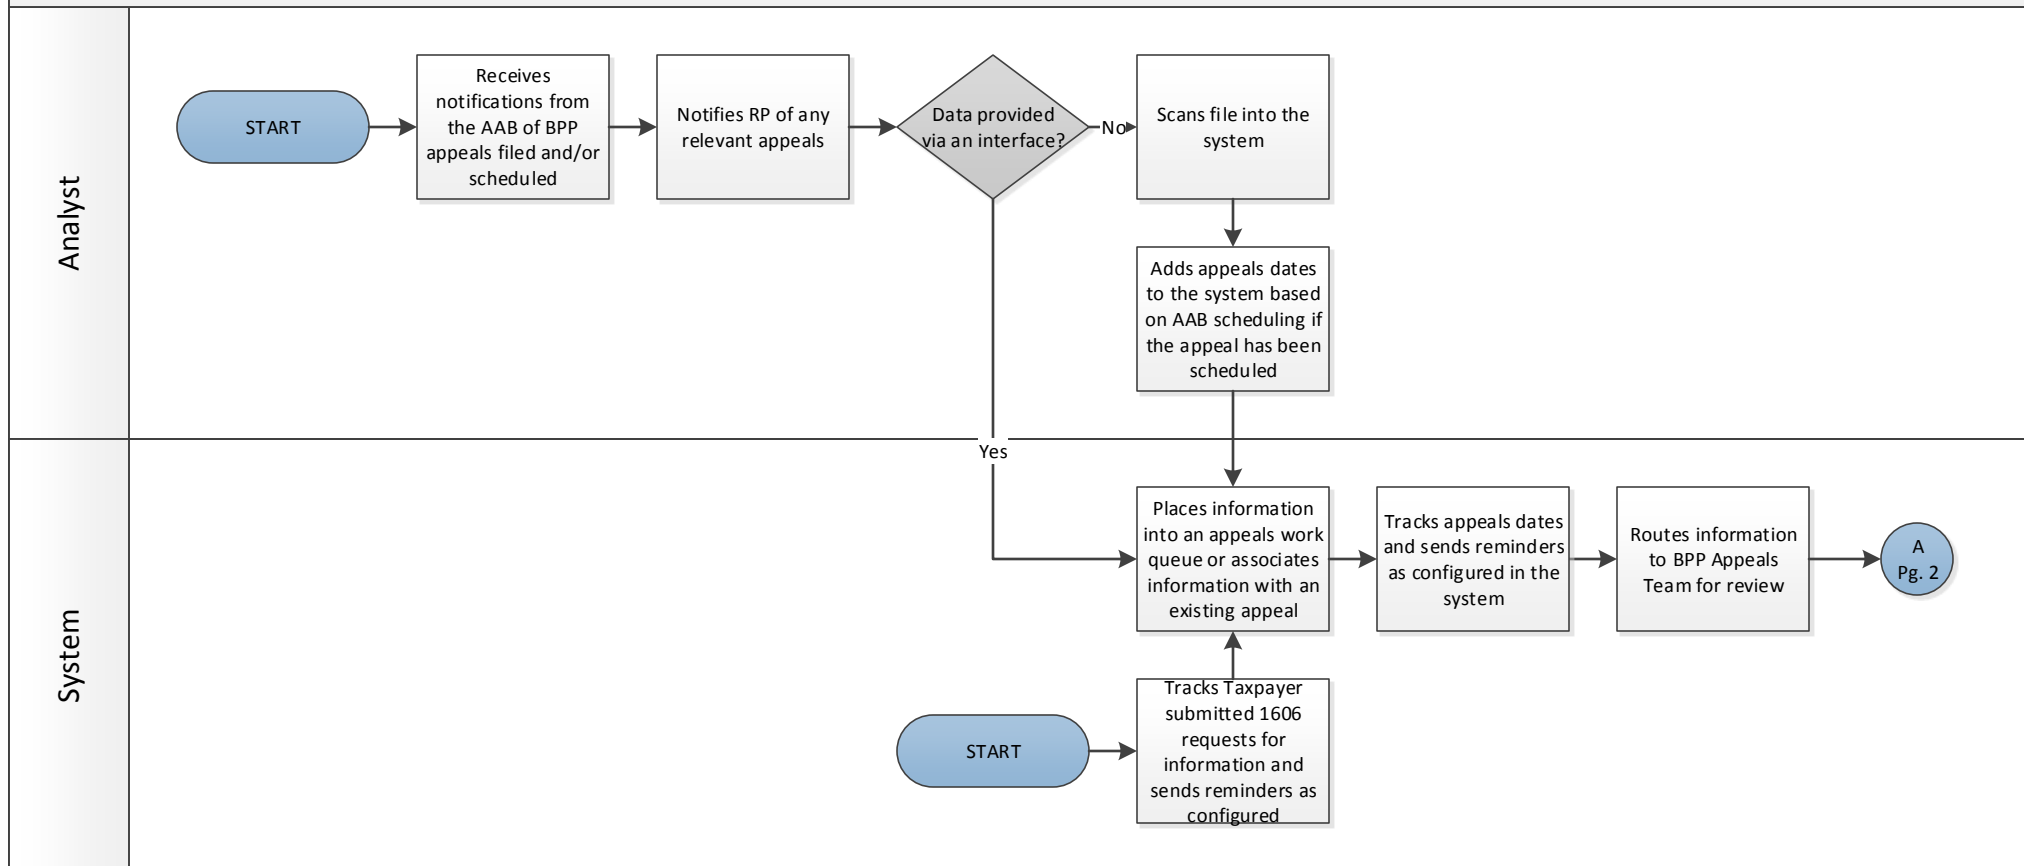 Analyst
START
Receives
notifications from
the AAB of BPP
appeals filed and/or
scheduled
Notifies RP of any
relevant appeals
Data provided
via an interface?
No
Scans file into the
system
Adds appeals dates
to the system based
on AAB scheduling if
the appeal has been
scheduled
Yes
System
Places information
into an appeals work
queue or associates
information with an
existing appeal
Tracks appeals dates
and sends reminders
as configured in the
system
Routes information
to BPP Appeals
Team for review
A
Pg. 2
START
Tracks Taxpayer
submitted 1606
requests for
information and
sends reminders as
configured